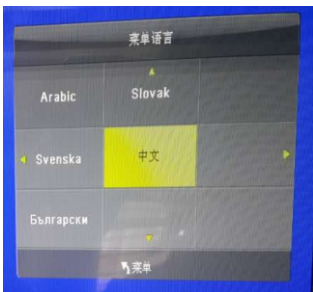 菜单语言
Arabic Slovak
Svenska 中文
Български
菜单